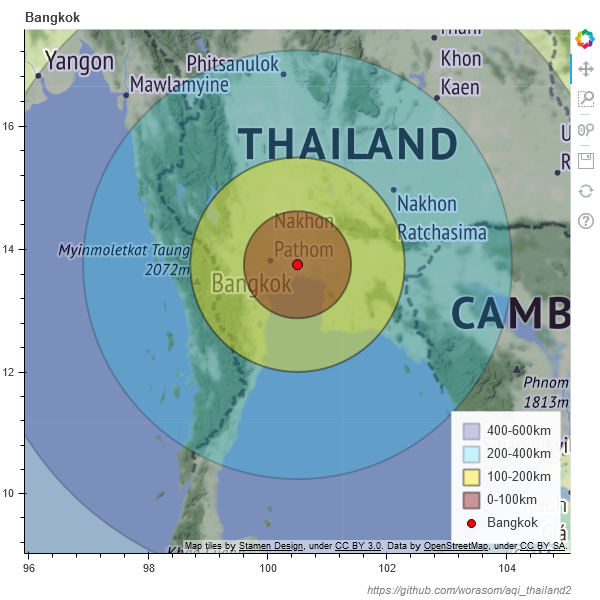 Bangkok
Yangon
Mawlamyine
Phitsanulok
Khon
Kaen
THAILAND
Nakhon
Ratchasima
Nakhon
Pathom
Myinmoletkat Taung
2072m
Bangkok
CAMB
Phnom
1813m
400-600km
200-400km
100-200km
0-100km
Bangkok
Map tiles by Stamen Design, under CC BY 3.0. Data by OpenStreetMap, under CC BY SA.
16
14
12
10
96
98
100
102
104
https://github.com/worasom/aqi_thailand2